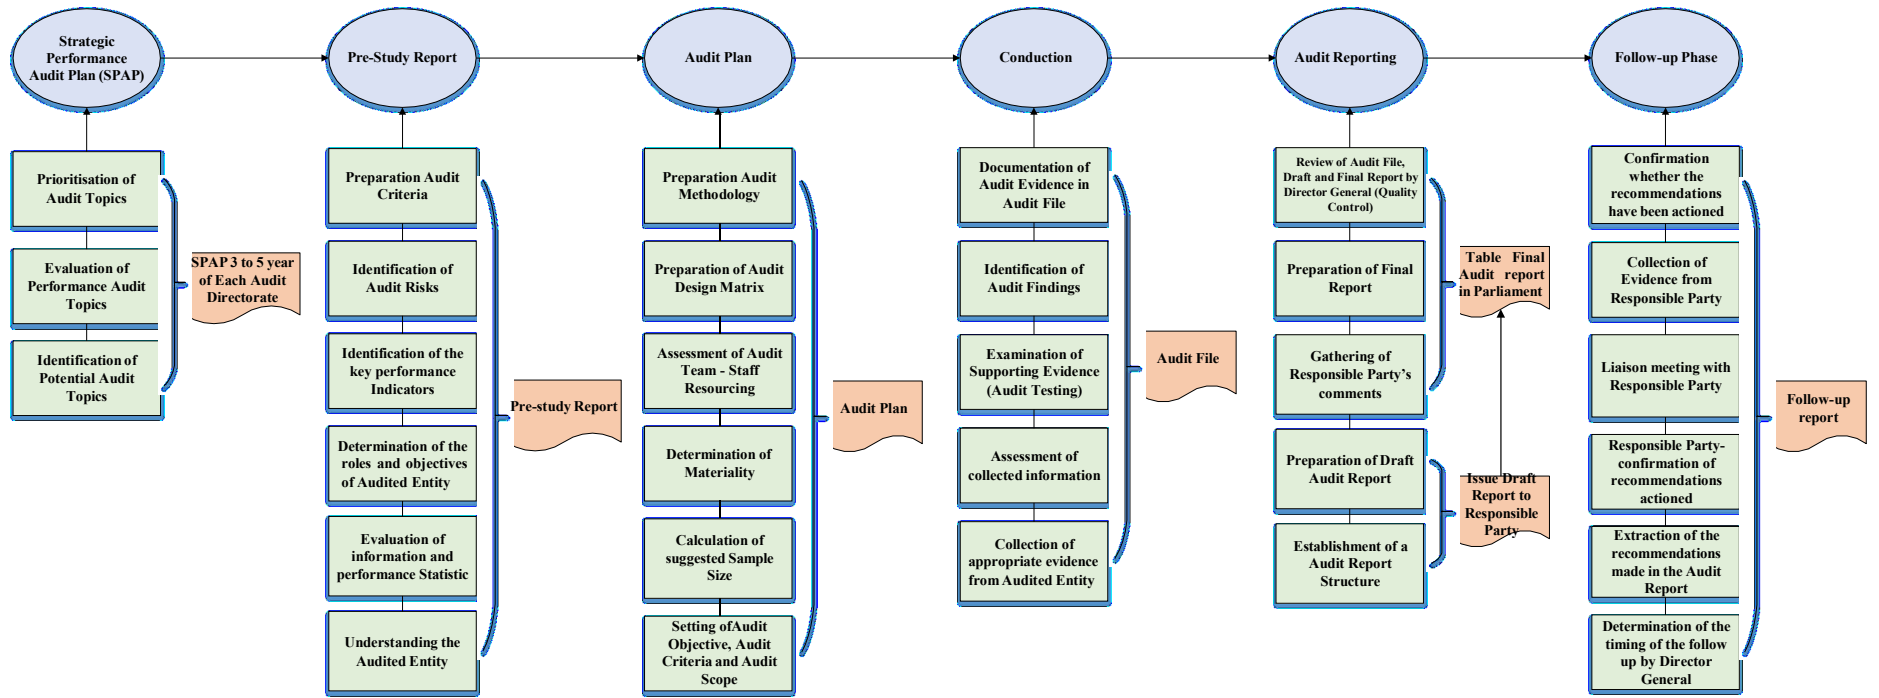 Strategic
Performance
Audit Plan (SPAP)
Pre-Study Report
Audit Plan
Conduction
Audit Reporting
Follow-up Phase
Prioritisation of
Audit Topics
Evaluation of
Performance Audit
Topics
Identification of
Potential Audit
Topics
SPAP 3 to 5 year
of Each Audit
Directorate
Preparation Audit
Criteria
Identification of
Audit Risks
Identification of the
key performance
Indicators
Determination of the
roles and objectives
of Audited Entity
Evaluation of
information and
performance Statistic
Understanding the
Audited Entity
Pre-study Report
Preparation Audit
Methodology
Preparation of Audit
Design Matrix
Assessment of Audit
Team - Staff
Resourcing
Determination of
Materiality
Calculation of
suggested Sample
Size
Setting ofAudit
Objective, Audit
Criteria and Audit
Scope
Audit Plan
Documentation of
Audit Evidence in
Audit File
Identification of
Audit Findings
Examination of
Supporting Evidence
(Audit Testing)
Assessment of
collected information
Collection of
appropriate evidence
from Audited Entity
Audit File
Review of Audit File,
Draft and Final Report by
Director General (Quality
Control)
Preparation of Final
Report
Gathering of
Responsible Party's
comments
Preparation of Draft
Audit Report
Establishment of a
Audit Report
Structure
Table Final
Audit report
in Parliament
Issue Draft
Report to
Responsible
Party
Confirmation
whether the
recommendations
have been actioned
Collection of
Evidence from
Responsible Party
Liaison meeting with
Responsible Party
Responsible Party-
confirmation of
recommendations
actioned
Extraction of the
recommendations
made in the Audit
Report
Determination of the
timing of the follow
up by Director
General
Follow-up
report